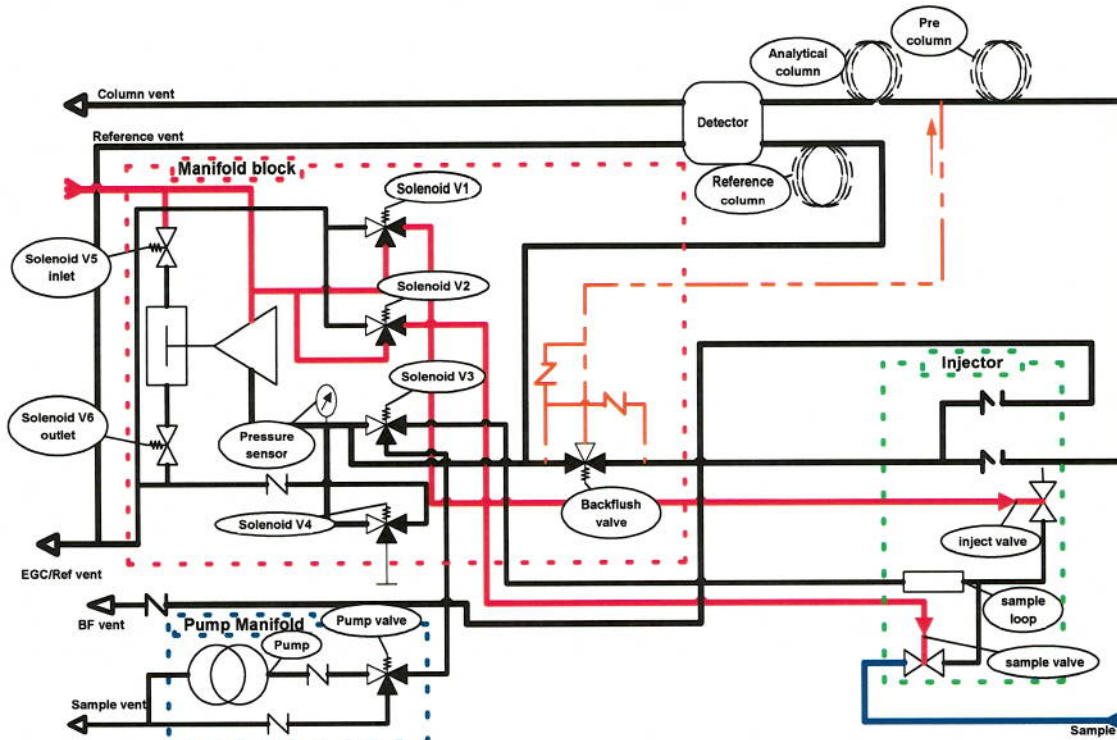 Pre
column
Analytical
column
Column vent
Detector
Reference vent
Manifold block
Solenoid V1
Reference
column
Solenoid V5
inlet
Solenoid V2
Solenoid V3
Injector
Solenoid V6
outlet
Pressure
sensor
Backflush
valve
Solenoid V4
inject valve
EGC/Ref vent
sample
loop
BF vent
Pump Manifold
Pump valve
Pump
sample valve
Sample vent
Sample